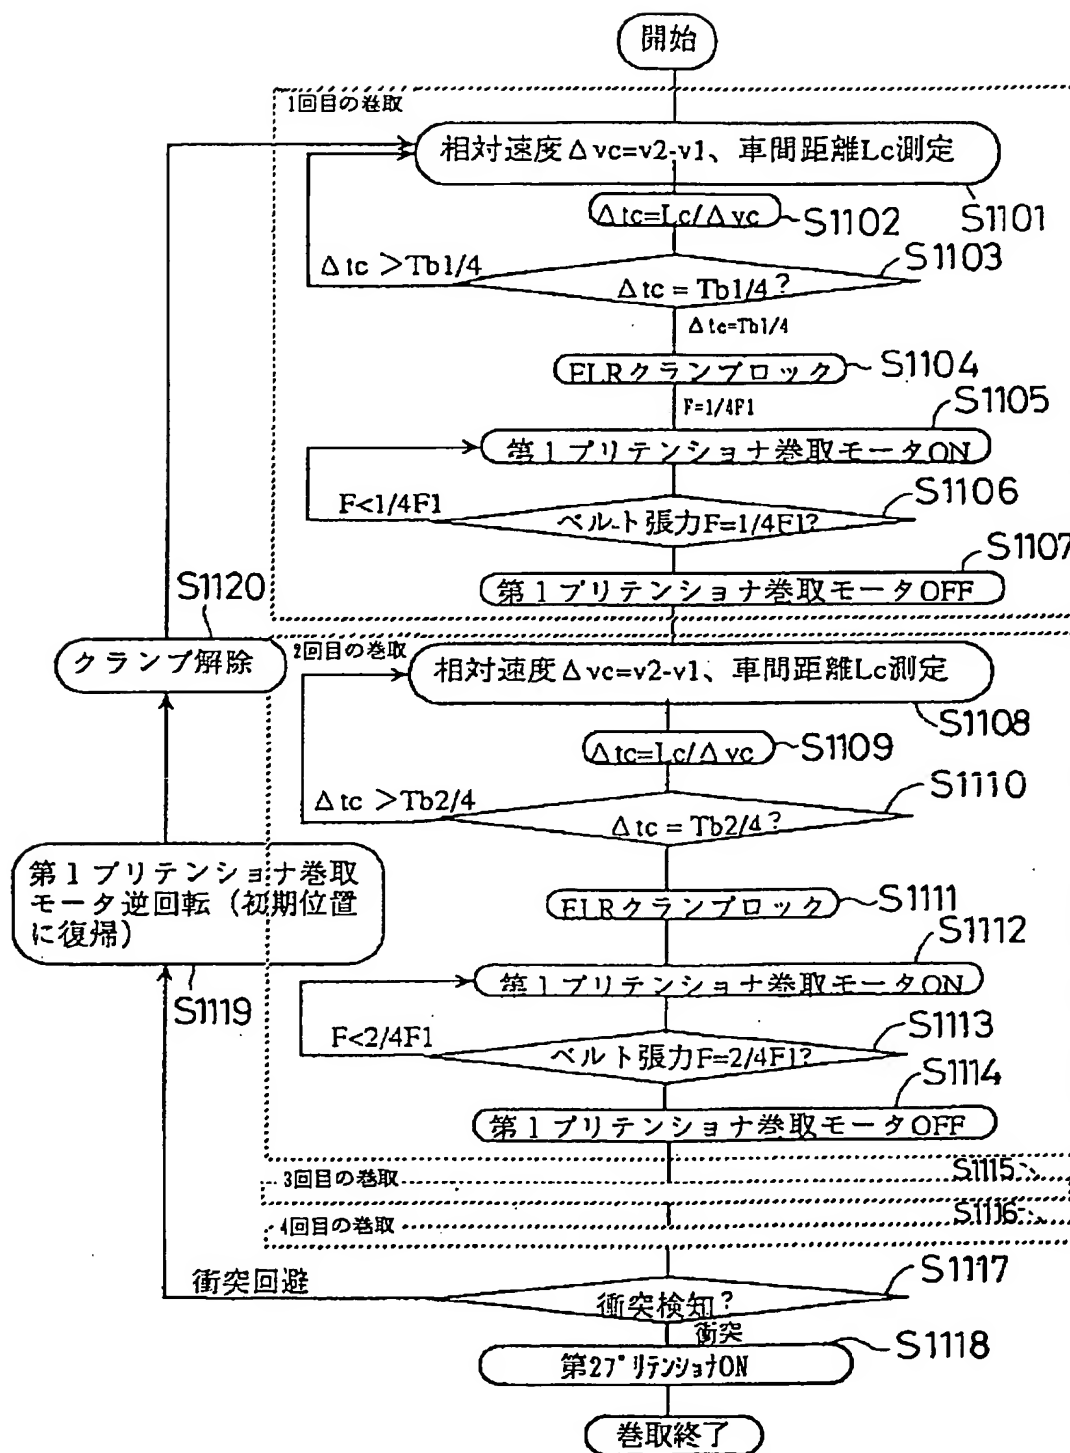 開始
1回目の巻取
相対速度Δvc=v2-v1、車間距離Lc測定
S1101
Δtc=Lc/Δvc
S1102
S1103
Δtc >Tb1/4
Δtc = Tb1/4?
Δtc=Tb1/4
ELRクランプロック
S1104
F=1/4F1
S1105
第1プリテンショナ巻取モータON
F<1/4F1
ベルト張力F=1/4F1?
S1106
S1107
第1プリテンショナ巻取モータOFF
S1120
クランプ解除
2回目の巻取
相対速度Δvc=v2-v1、車間距離Lc測定
S1108
Δtc=Lc/Δvc
S1109
S1110
Δtc >Tb2/4
Δtc = Tb2/4?
第1プリテンショナ巻取
モータ逆回転(初期位置
に復帰)
S1119
ELRクランプロック
S1111
S1112
第1プリテンショナ巻取モータON
F<2/4F1
ベルト張力F=2/4F1?
S1113
S1114
第1プリテンショナ巻取モータOFF
3回目の巻取
S1115
4回目の巻取
S1116
衝突回避
衝突検知?
S1117
衝突
S1118
第2プリテンショナON
巻取終了